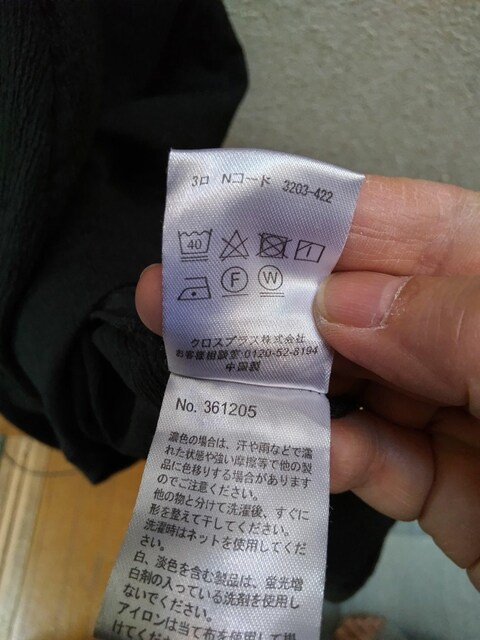 3ロ Nコード 3203-422
40
1
F W
クロスプラス株式会社
お客様相談室:0120-52-8194
中国製
No. 361205
濃色の場合は、汗や雨などで濡
れた状態や強い摩擦等で他の製
品に色移りする場合があります
のでご注意ください。
他の物と分けて洗濯後、すぐに
形を整えて干してください。
洗濯時はネットを使用してくだ
さい。
白、淡色を含む製品は、蛍光増
白剤の入っている洗剤を使用し
ないでください。
アイロンは当て布を使用して掛
けてくださ